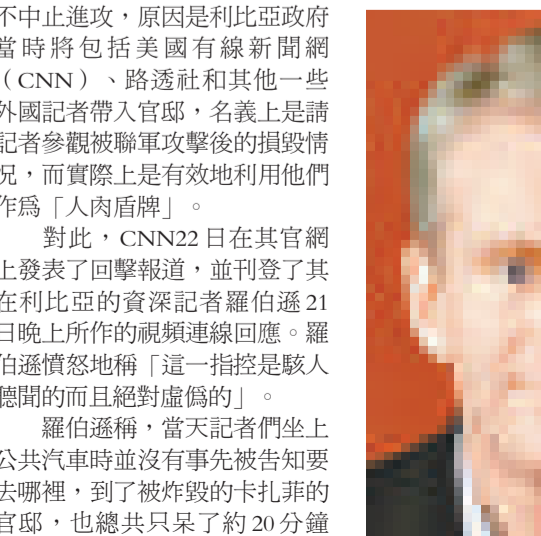 不中止進攻，原因是利比亞政府
當時將包括美國有線新聞網
（CNN）、路透社和其他一些
外國記者帶入官邸，名義上是請
記者參觀被聯軍攻擊後的損毀情
況，而實際上是有效地利用他們
作爲「人肉盾牌」。
對此，CNN22日在其官網
上發表了回擊報道，並刊登了其
在利比亞的資深記者羅伯遜21
日晚上所作的視頻連線回應。羅
伯遜憤怒地稱「這一指控是駭人
聽聞的而且絕對虛僞的」。
羅伯遜稱，當天記者們坐上
公共汽車時並沒有事先被告知要
去哪裡，到了被炸毀的卡扎菲的
官邸，也總共只呆了約20分鐘